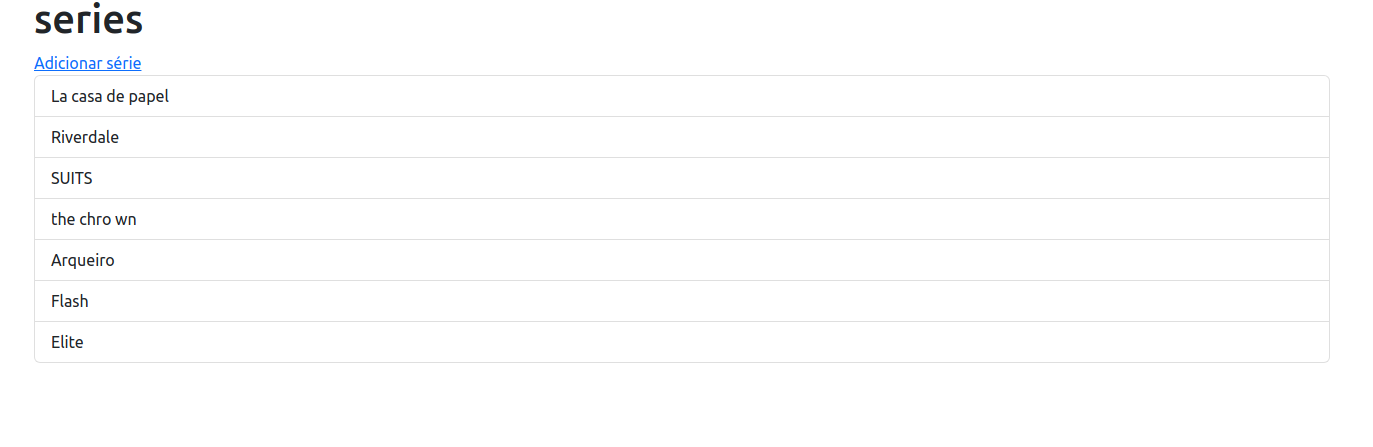 series
Adicionar série
La casa de papel
Riverdale
SUITS
the chro wn
Arqueiro
Flash
Elite